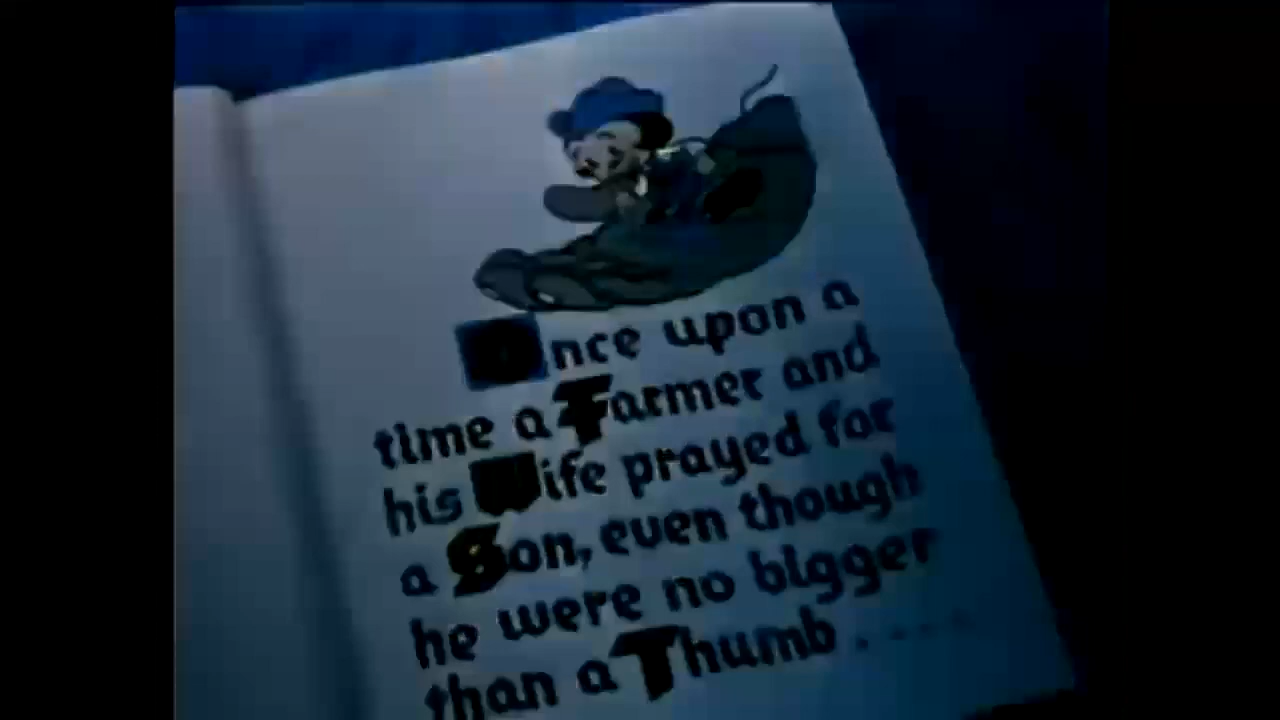 Once upon a
time a Farmer and
his Wife prayed for
a Son, even though
he were no bigger
than a Thumb.....